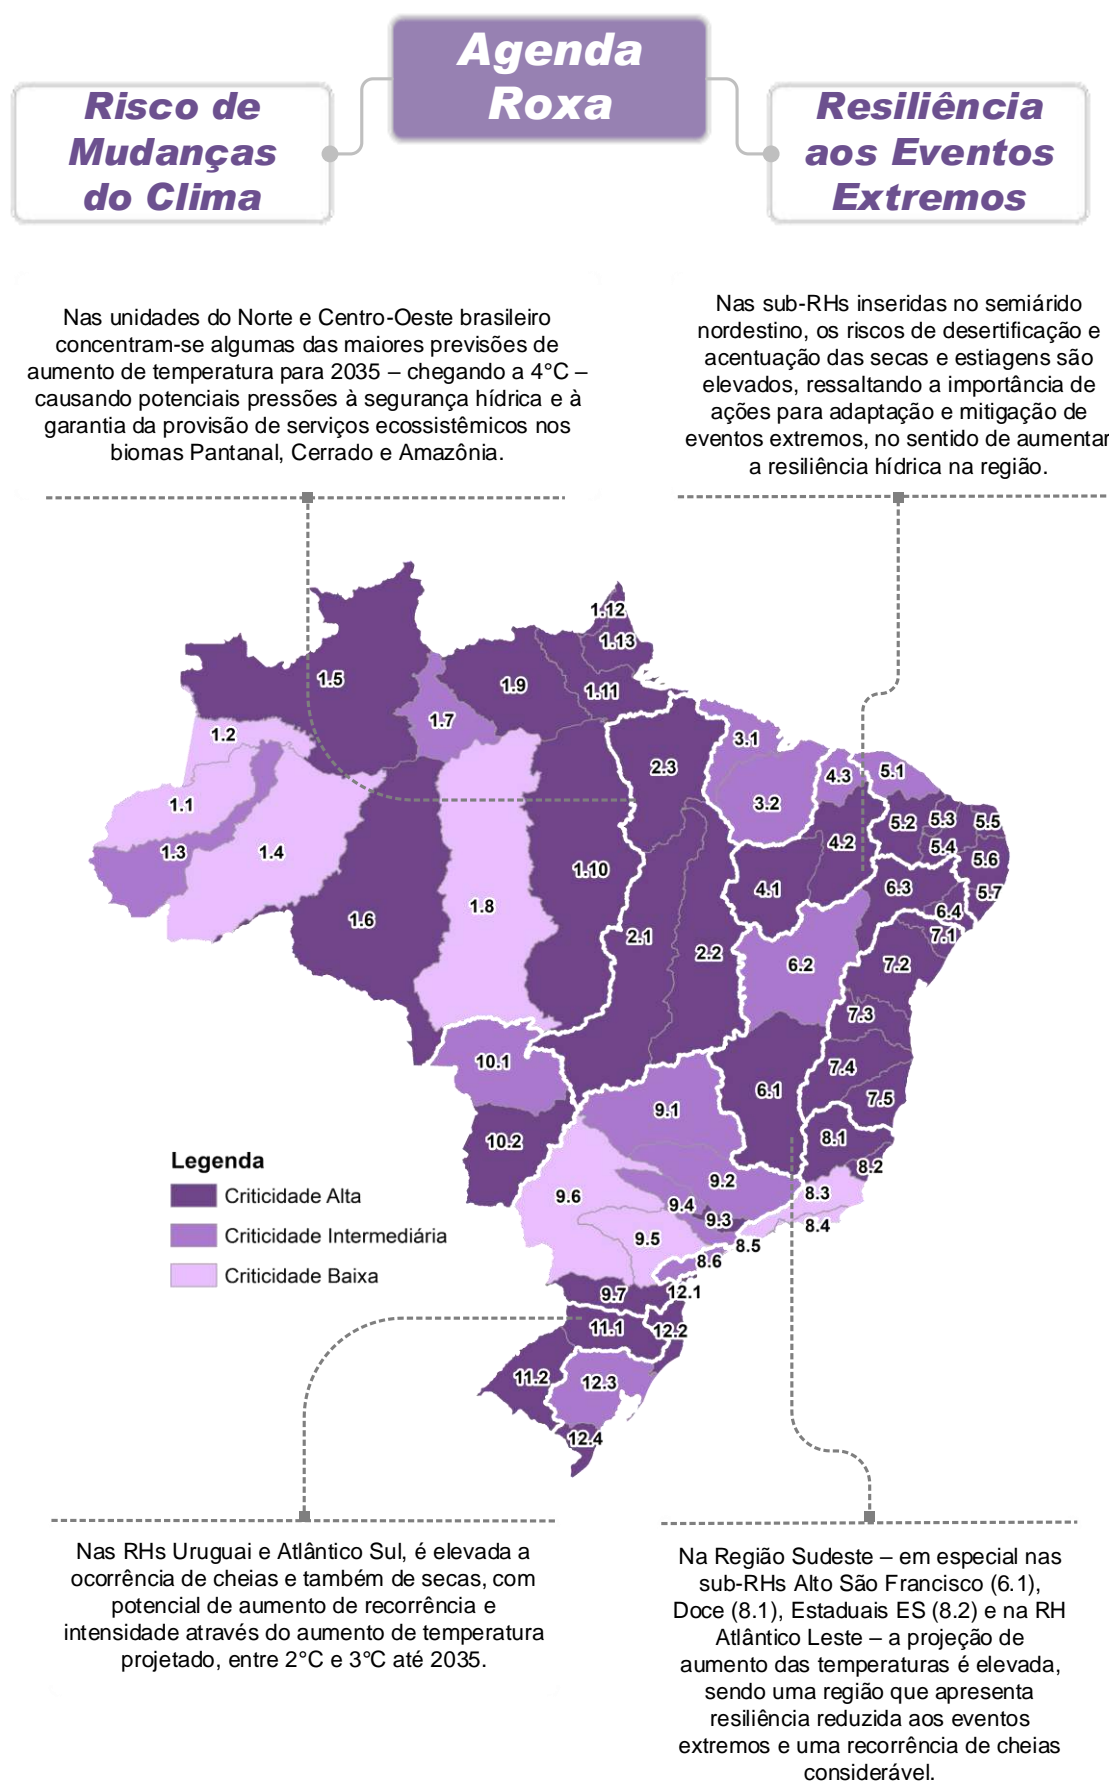 Agenda
Roxa
Risco de
Mudanças
do Clima
Resiliência
aos Eventos
Extremos
Nas unidades do Norte e Centro-Oeste brasileiro
concentram-se algumas das maiores previsões de
aumento de temperatura para 2035 – chegando a 4°C –
causando potenciais pressões à segurança hídrica e à
garantia da provisão de serviços ecossistêmicos nos
biomas Pantanal, Cerrado e Amazônia.
Nas sub-RHs inseridas no semiárido
nordestino, os riscos de desertificação e
acentuação das secas e estiagens são
elevados, ressaltando a importância de
ações para adaptação e mitigação de
eventos extremos, no sentido de aumentar
a resiliência hídrica na região.
1.12
1.13
1.5
1.9
1.11
1.7
1.2
3.1
2.3
4.3
5.1
1.1
3.2
5.2
5.3
5.5
4.2
5.4
1.3
1.4
5.6
1.10
4.1
6.3
5.7
1.8
6.4
1.6
2.1
7.1
2.2
6.2
7.2
7.3
10.1
7.4
6.1
7.5
9.1
10.2
8.1
8.2
9.2
9.6
8.3
9.4
9.3
8.4
9.5
8.5
8.6
9.7
12.1
11.1
12.2
11.2
12.3
12.4
Legenda
Criticidade Alta
Criticidade Intermediária
Criticidade Baixa
Nas RHs Uruguai e Atlântico Sul, é elevada a
ocorrência de cheias e também de secas, com
potencial de aumento de recorrência e
intensidade através do aumento de temperatura
projetado, entre 2°C e 3°C até 2035.
Na Região Sudeste – em especial nas
sub-RHs Alto São Francisco (6.1),
Doce (8.1), Estaduais ES (8.2) e na RH
Atlântico Leste – a projeção de
aumento das temperaturas é elevada,
sendo uma região que apresenta
resiliência reduzida aos eventos
extremos e uma recorrência de cheias
considerável.